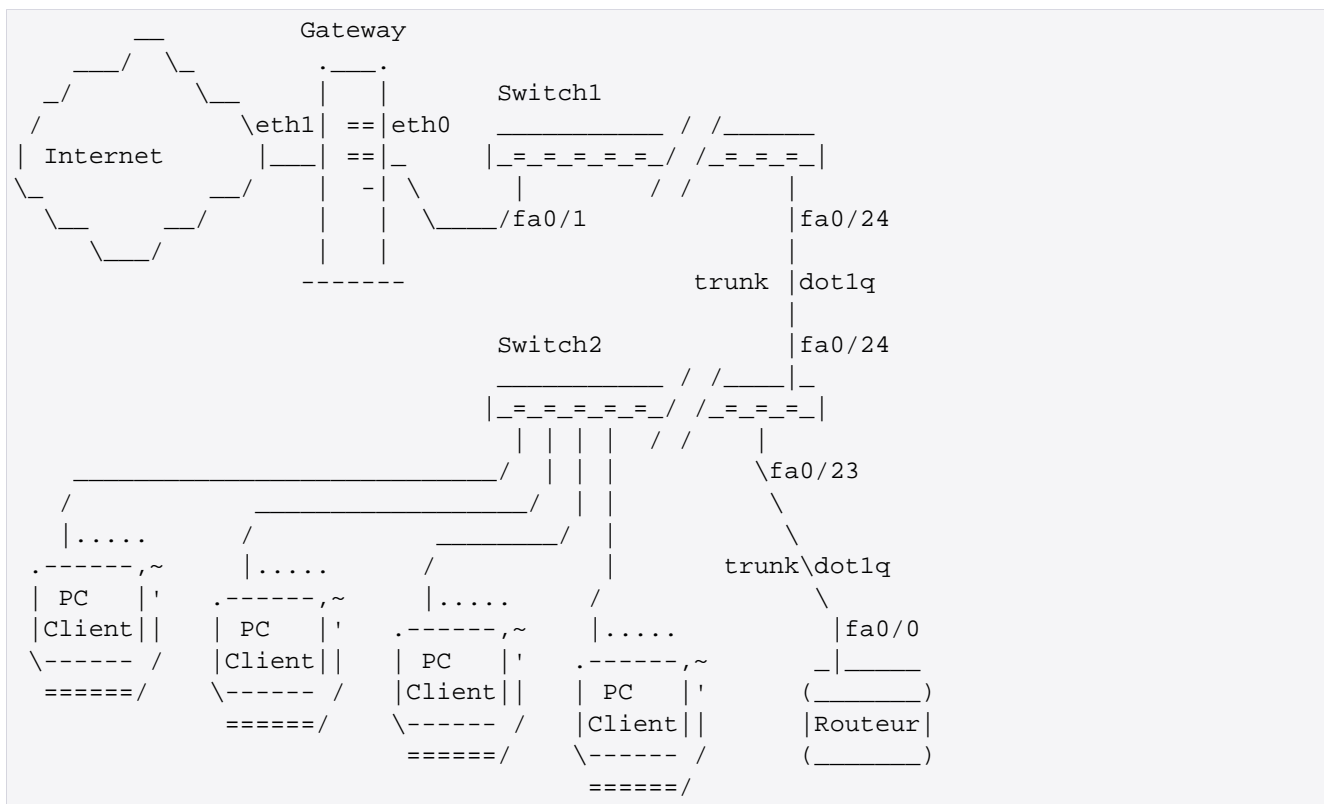 Gateway
Switch1
eth1 eth0
Internet
fa0/1 fa0/24
trunk dot1q
Switch2 fa0/24
fa0/23
trunk dot1q
PC
Client
PC
Client
PC
Client
PC
Client
fa0/0
Routeur